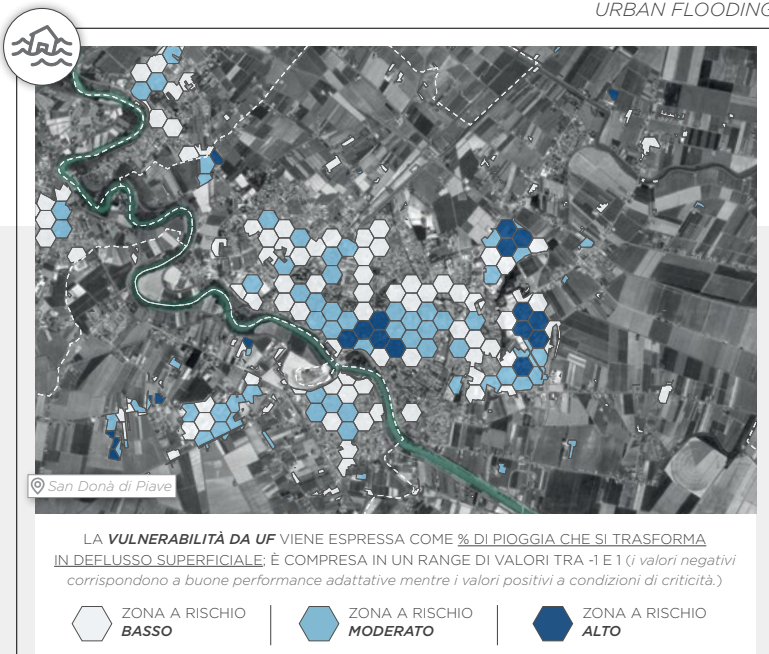 URBAN FLOODING
San Donà di Piave
LA VULNERABILITÀ DA UF VIENE ESPRESSA COME % DI PIOGGIA CHE SI TRASFORMA
IN DEFLUSSO SUPERFICIALE; È COMPRESA IN UN RANGE DI VALORI TRA -1 E 1 (i valori negativi
corrispondono a buone performance adattative mentre i valori positivi a condizioni di criticità.)
ZONA A RISCHIO
BASSO
ZONA A RISCHIO
MODERATO
ZONA A RISCHIO
ALTO